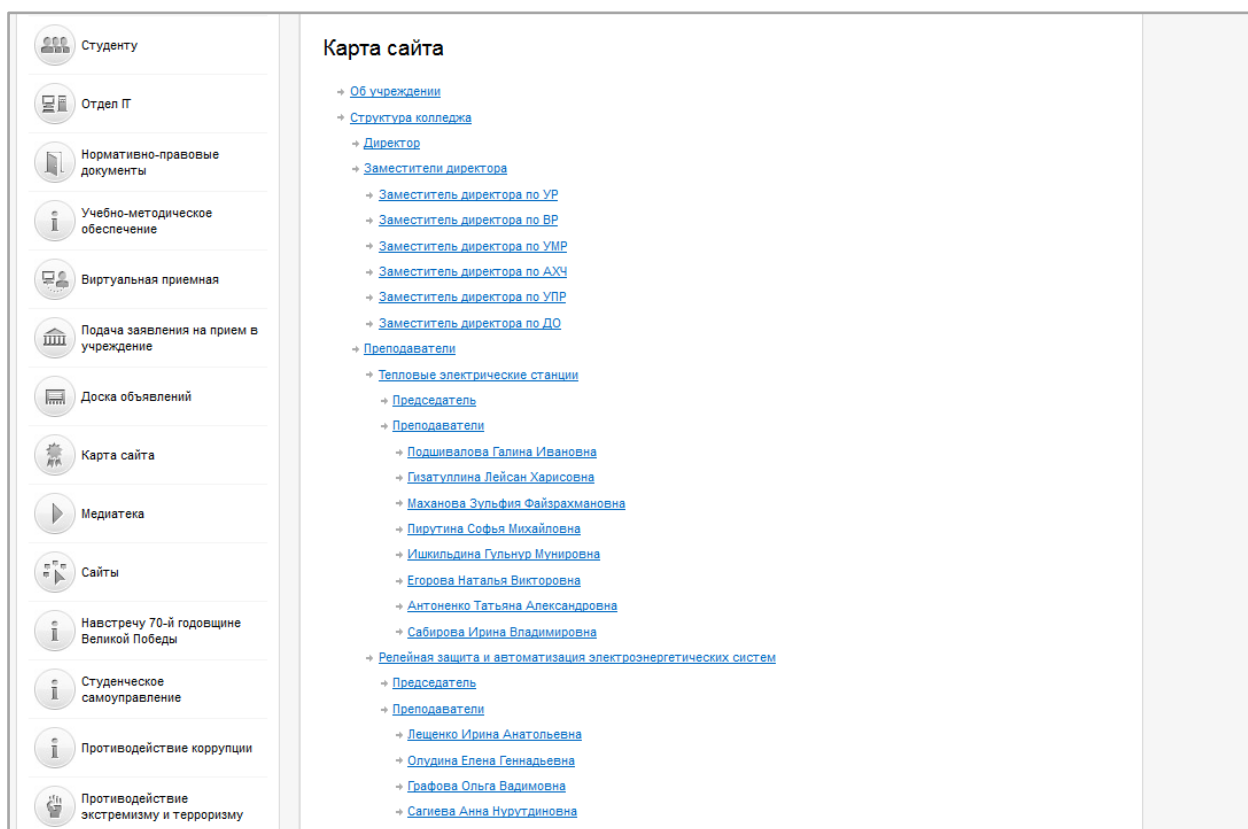 Студенту
Отдел IT
Нормативно-правовые
документы
Учебно-методическое
обеспечение
Виртуальная приемная
Подача заявления на прием в
учреждение
Доска объявлений
Карта сайта
Медиатека
Сайты
Навстречу 70-й годовщине
Великой Победы
Студенческое
самоуправление
Противодействие коррупции
Противодействие
экстремизму и терроризму
Карта сайта
Об учреждении
Структура колледжа
Директор
Заместители директора
Заместитель директора по УР
Заместитель директора по ВР
Заместитель директора по УМР
Заместитель директора по АХЧ
Заместитель директора по УПР
Заместитель директора по ДО
Преподаватели
Тепловые электрические станции
Председатель
Преподаватели
Подшивалова Галина Ивановна
Гизатуллина Лейсан Харисовна
Маханова Зульфия Файзрахмановна
Пирутина Софья Михайловна
Ишкильдина Гульнур Мунировна
Егорова Наталья Викторовна
Антоненко Татьяна Александровна
Сабирова Ирина Владимировна
Релейная защита и автоматизация электроэнергетических систем
Председатель
Преподаватели
Лещенко Ирина Анатольевна
Опудина Елена Геннадьевна
Графова Ольга Вадимовна
Сагиева Анна Нурутдиновна